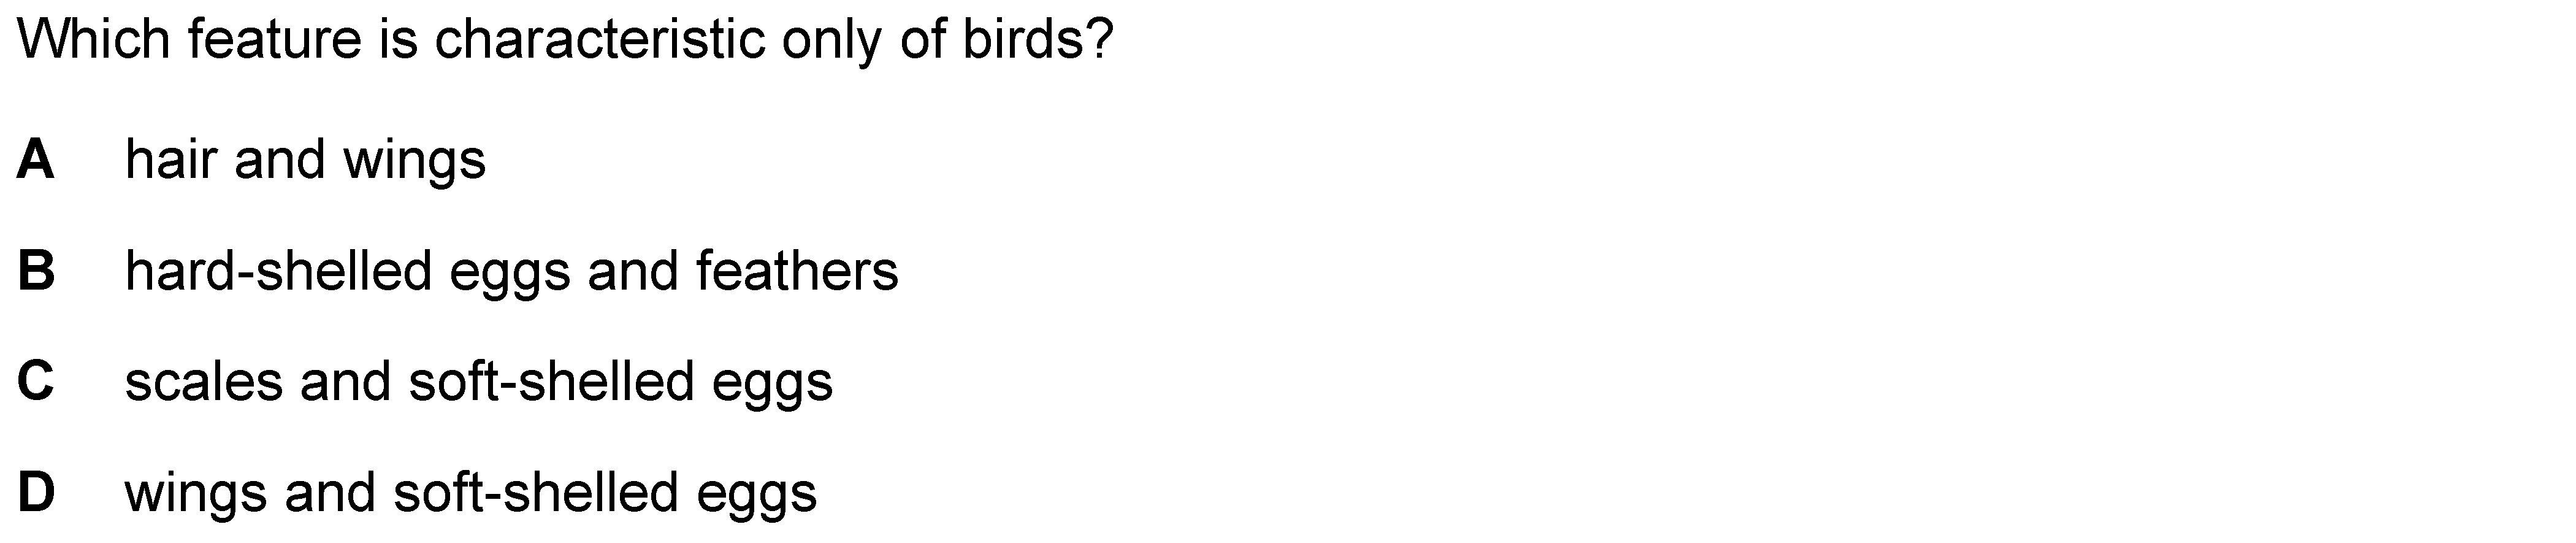 Which feature is characteristic only of birds?
A hair and wings
B hard-shelled eggs and feathers
C scales and soft-shelled eggs
D wings and soft-shelled eggs